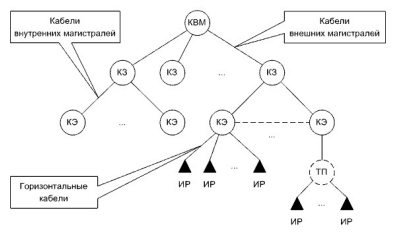 Кабели
внутренних магистралей
КВМ
Кабели
внешних магистралей
КЗ
КЗ
...
КЗ
КЭ
...
КЭ
КЭ
...
КЭ
Горизонтальные
кабели
...
ТП
ИР
ИР
ИР
...
ИР
ИР